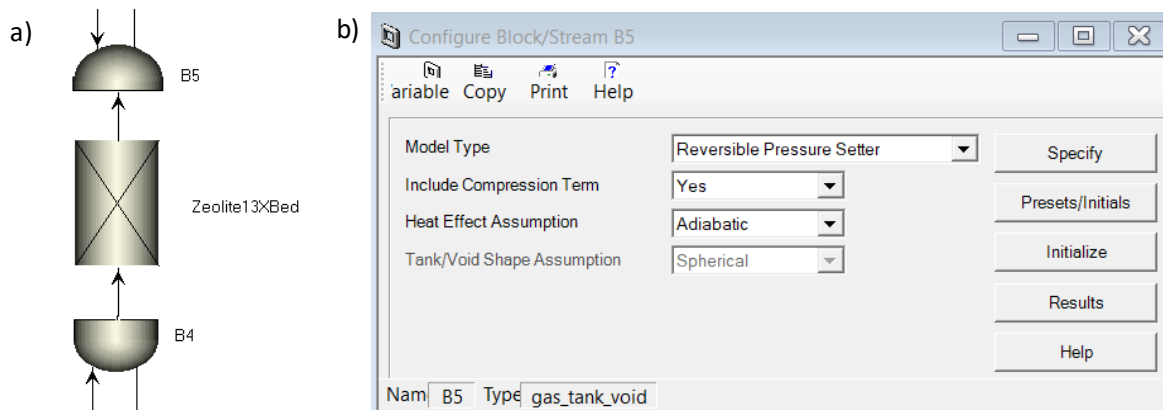 a)
B5
Zeolite13XBed
B4
b)
Configure Block/Stream B5
ariable Copy Print Help
Model Type Reversible Pressure Setter Specify
Include Compression Term Yes Presets/Initials
Heat Effect Assumption Adiabatic Initialize
Tank/Void Shape Assumption Spherical
Results
Help
Nam B5 Type gas_tank_void